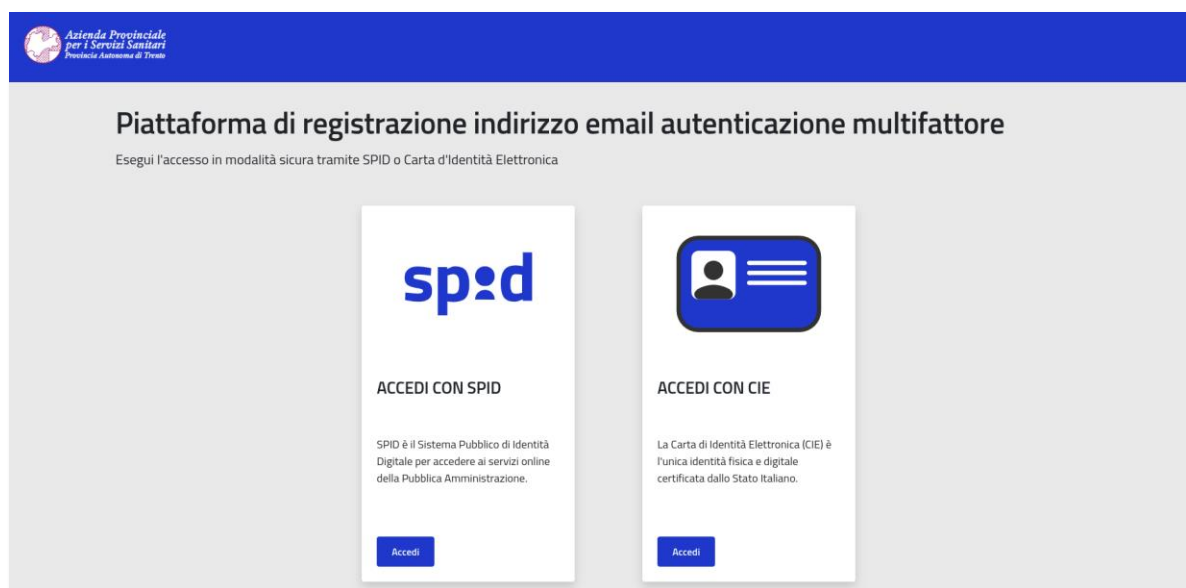 Azienda Provinciale
per i Servizi Sanitari
Provincia Autonoma di Trento
Piattaforma di registrazione indirizzo email autenticazione multifattore
Esegui l'accesso in modalità sicura tramite SPID o Carta d'Identità Elettronica
spid
ACCEDI CON SPID
SPID è il Sistema Pubblico di Identità
Digitale per accedere ai servizi online
della Pubblica Amministrazione.
Accedi
ACCEDI CON CIE
La Carta di Identità Elettronica (CIE) è
l'unica identità fisica e digitale
certificata dallo Stato Italiano.
Accedi